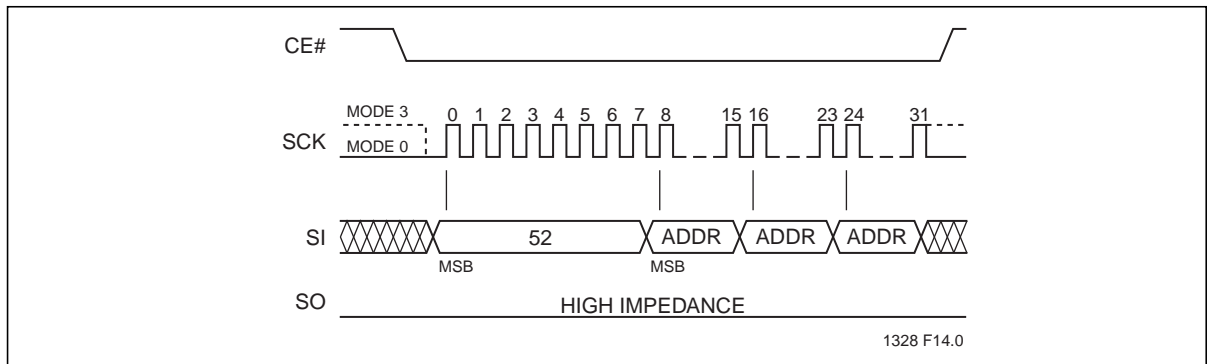 CE#
MODE 3
0 1 2 3 4 5 6 7 8 15 16 23 24 31
SCK
MODE 0
SI
52 ADDR ADDR ADDR
MSB MSB
SO
HIGH IMPEDANCE
1328 F14.0